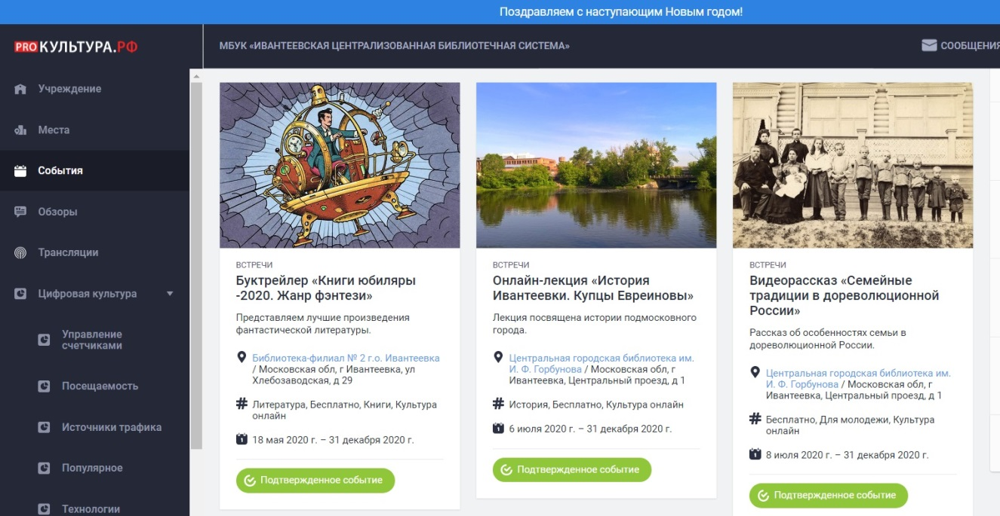 Поздравляем с наступающим Новым годом!
PRO КУЛЬТУРА.РФ
МБУК «ИВАНТЕЕВСКАЯ ЦЕНТРАЛИЗОВАННАЯ БИБЛИОТЕЧНАЯ СИСТЕМА»
СООБЩЕНИЯ
Учреждение
Места
События
Обзоры
Трансляции
Цифровая культура
Управление
счетчиками
Посещаемость
Источники трафика
Популярное
Технологии
ВСТРЕЧИ
Буктрейлер «Книги юбиляры
-2020. Жанр фэнтези»
Представляем лучшие произведения
фантастической литературы.
Библиотека-филиал № 2 г.о. Ивантеевка
/ Московская обл, г Ивантеевка, ул
Хлебозаводская, д 29
# Литература, Бесплатно, Книги, Культура
онлайн
18 мая 2020 г. – 31 декабря 2020 г.
Подтвержденное событие
ВСТРЕЧИ
Онлайн-лекция «История
Ивантеевки. Купцы Евреиновы»
Лекция посвящена истории подмосковного
города.
Центральная городская библиотека им.
И. Ф. Горбунова / Московская обл, г
Ивантеевка, Центральный проезд, д 1
# История, Бесплатно, Культура онлайн
6 июля 2020 г. – 31 декабря 2020 г.
Подтвержденное событие
ВСТРЕЧИ
Видеорассказ «Семейные
традиции в дореволюционной
России»
Рассказ об особенностях семьи в
дореволюционной России.
Центральная городская библиотека им.
И. Ф. Горбунова / Московская обл, г
Ивантеевка, Центральный проезд, д 1
# Бесплатно, Для молодежи, Культура
онлайн
8 июля 2020 г. – 31 декабря 2020 г.
Подтвержденное событие